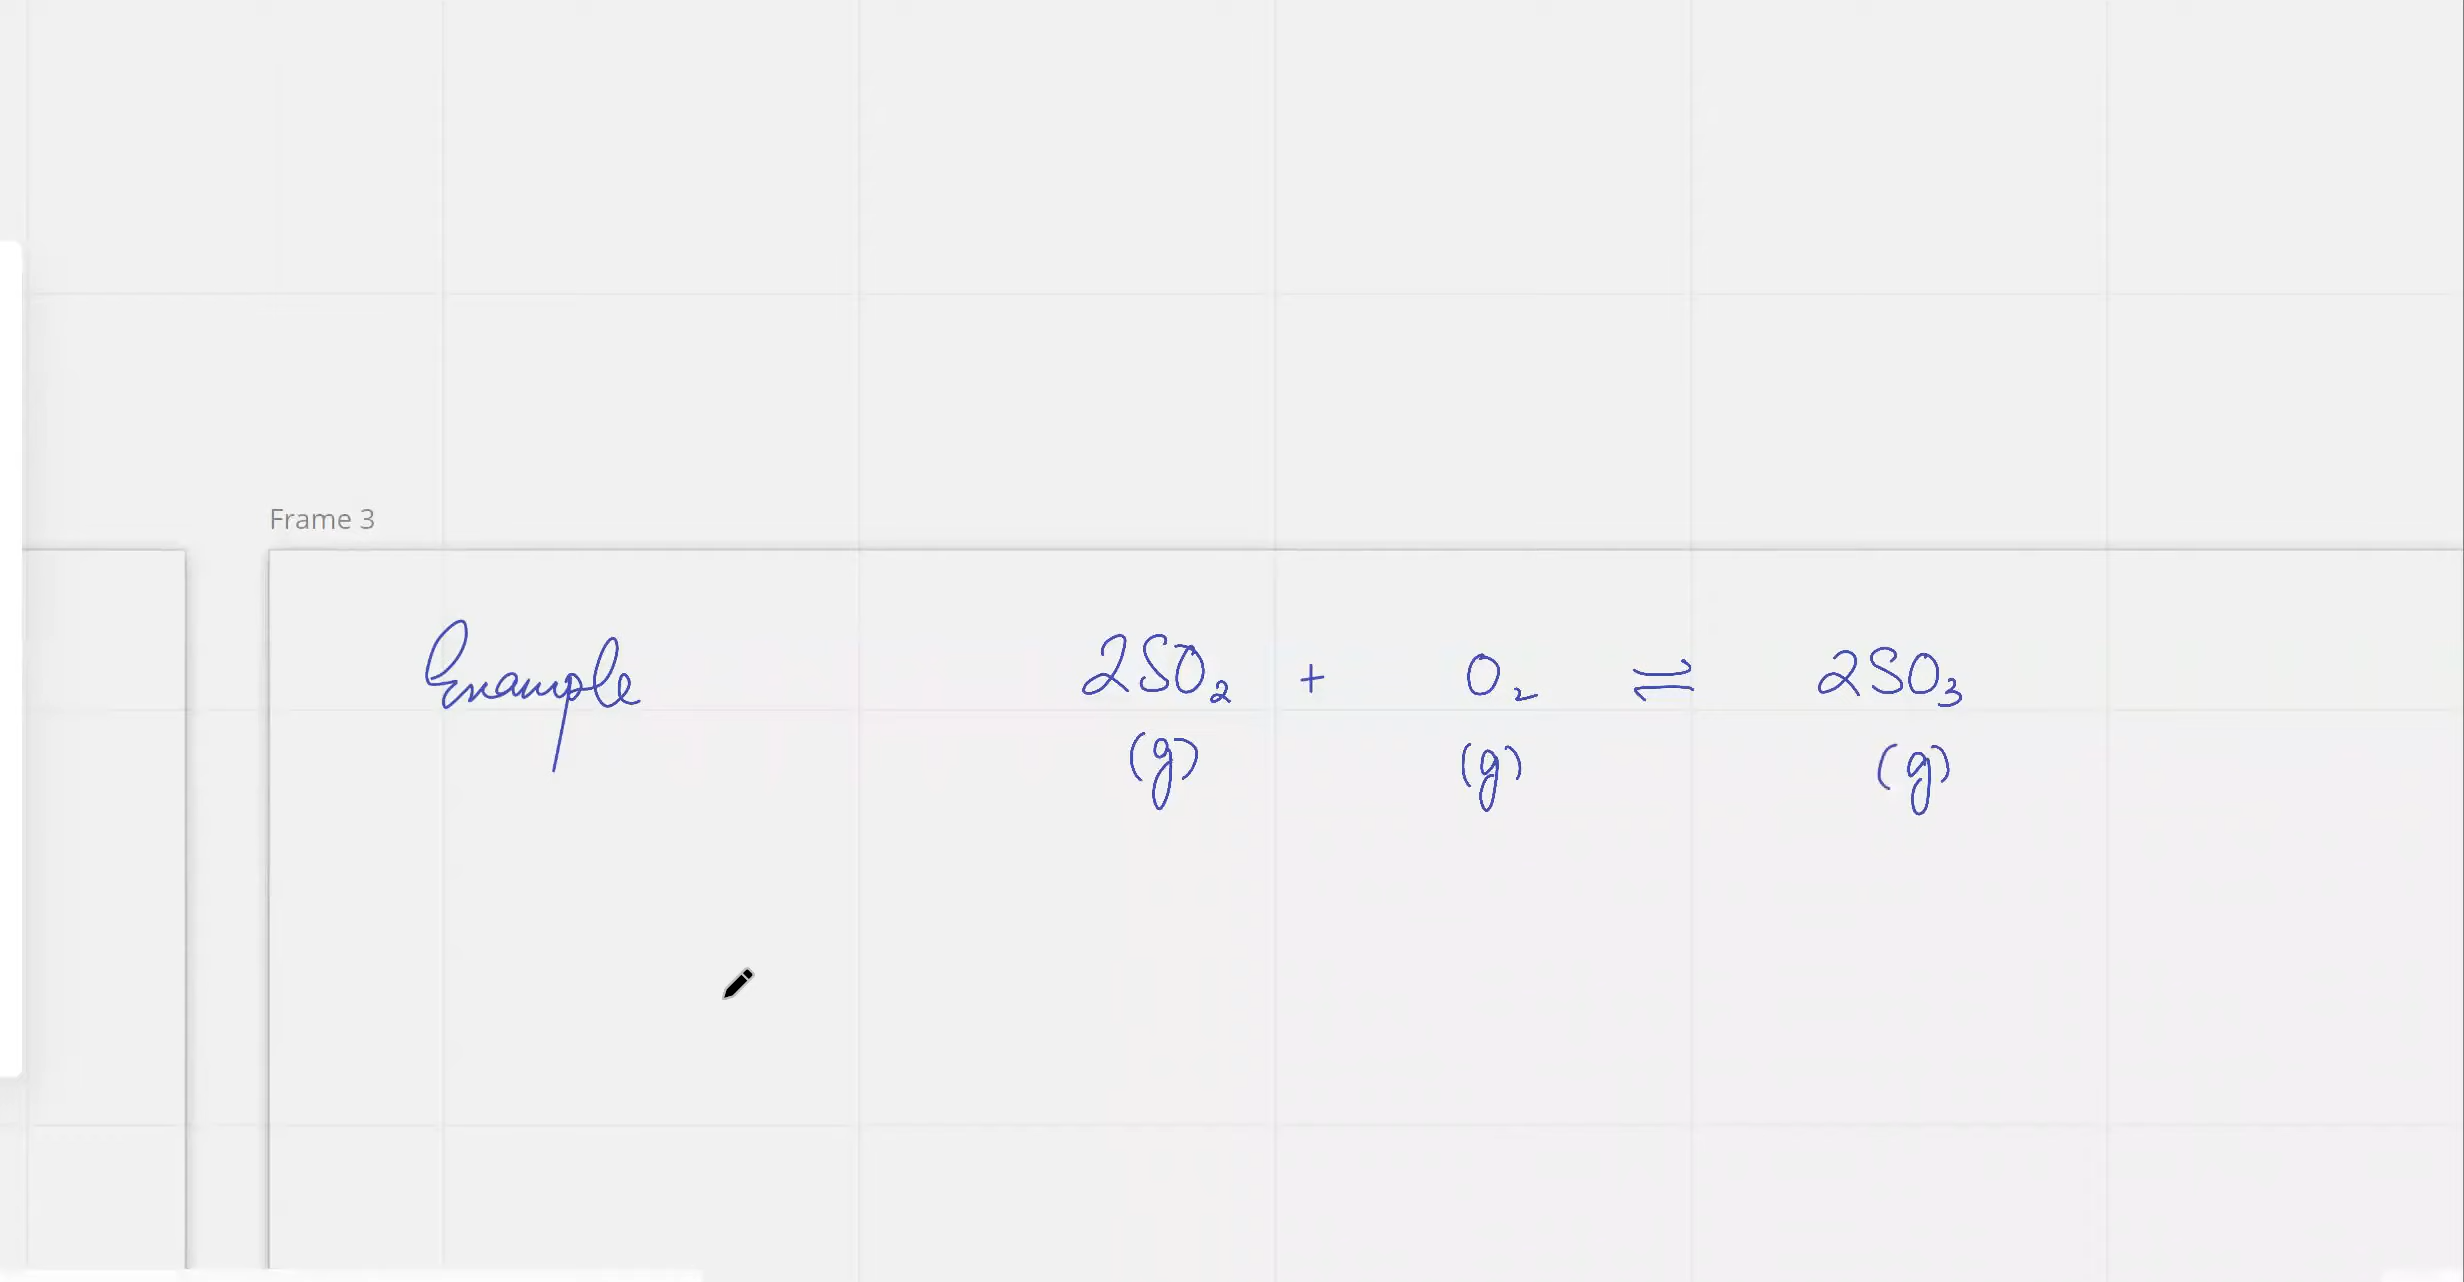 Frame 3
Example 2SO₂ + O₂ ⇌ 2SO₃
(g) (g) (g)